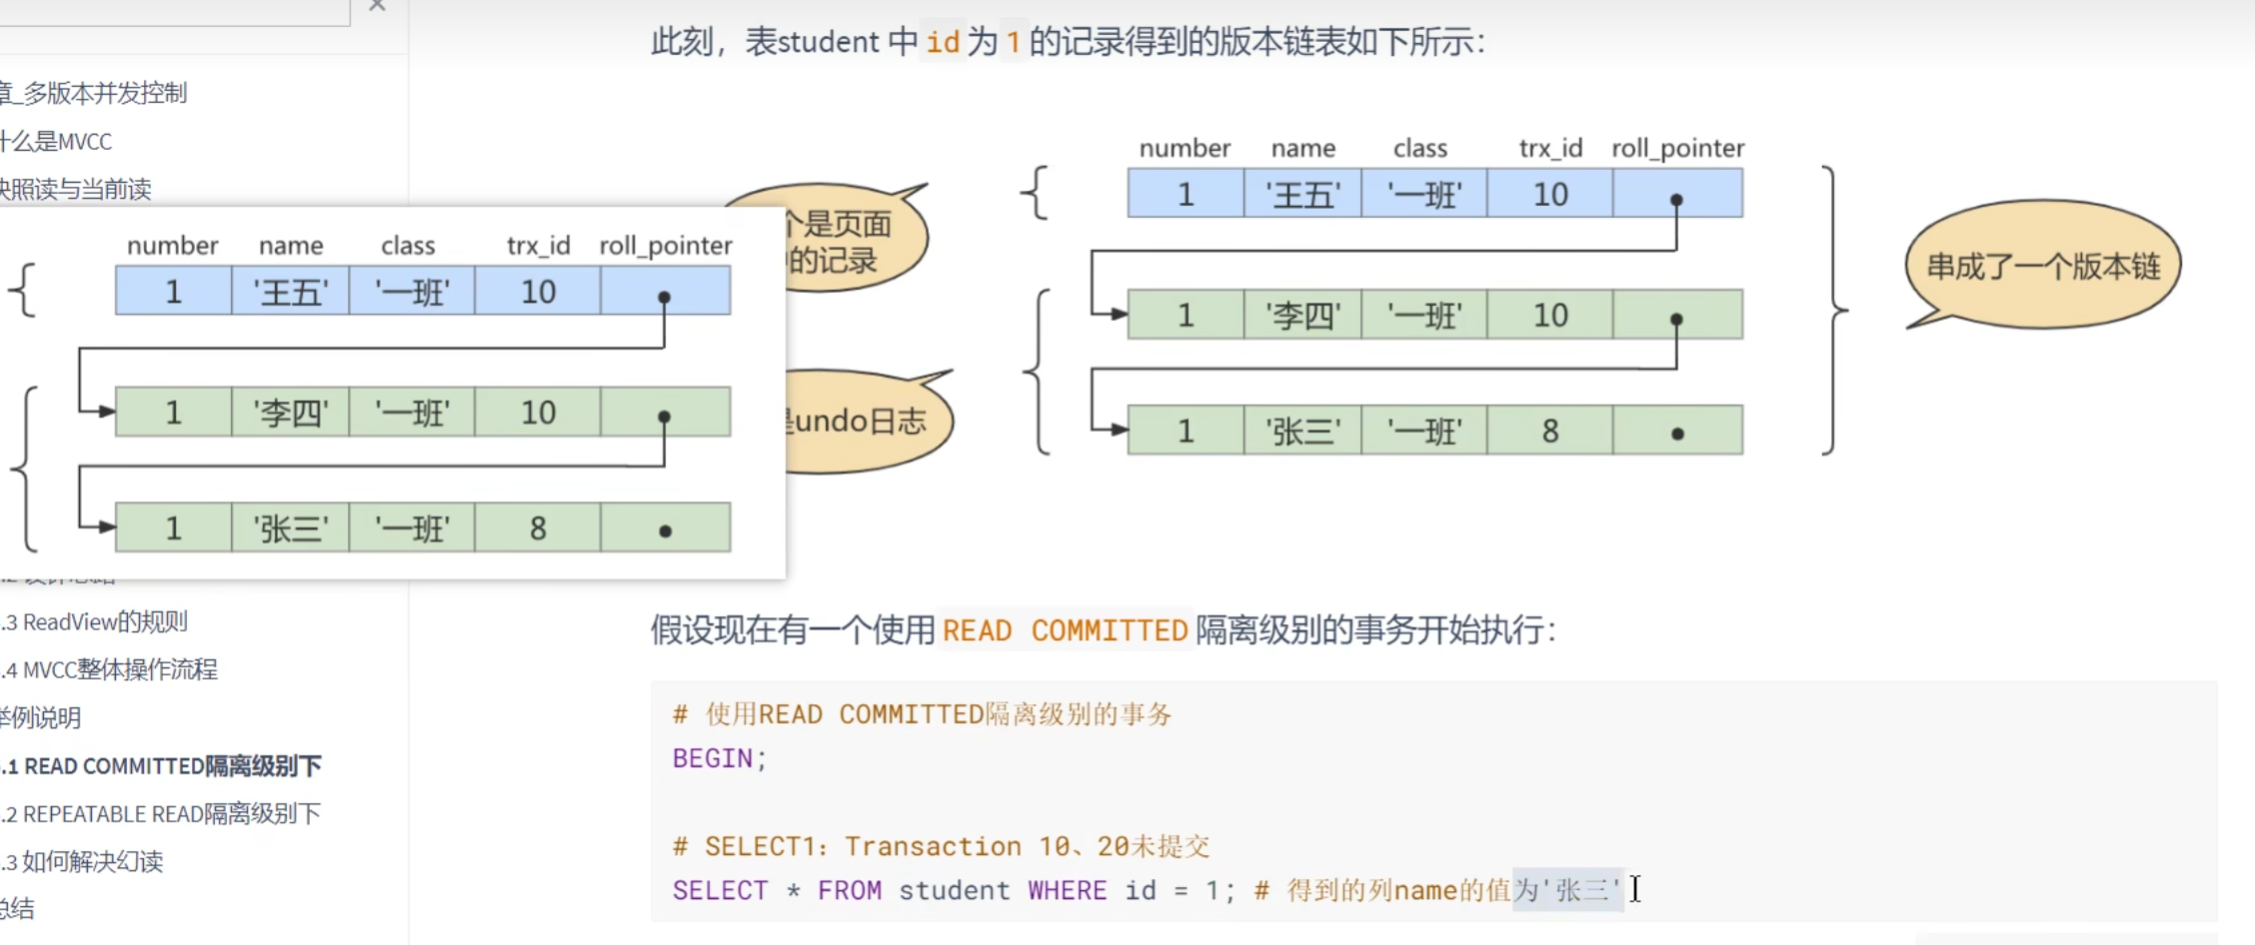 此刻，表student 中 id 为 1 的记录得到的版本链表如下所示：
章_多版本并发控制
什么是MVCC
快照读与当前读
number name class trx_id roll_pointer
1 '王五' '一班' 10
1 '李四' '一班' 10
1 '张三' '一班' 8
个是页面
的记录
是undo日志
number name class trx_id roll_pointer
1 '王五' '一班' 10
1 '李四' '一班' 10
1 '张三' '一班' 8
串成了一个版本链
.3 ReadView的规则
.4 MVCC整体操作流程
举例说明
.1 READ COMMITTED隔离级别下
.2 REPEATABLE READ隔离级别下
.3 如何解决幻读
总结
假设现在有一个使用 READ COMMITTED 隔离级别的事务开始执行：
# 使用READ COMMITTED隔离级别的事务
BEGIN;
# SELECT1：Transaction 10、20未提交
SELECT * FROM student WHERE id = 1; # 得到的列name的值为'张三'